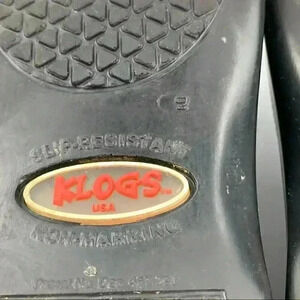 SLIP-RESISTANT
KLOGS
USA
NON-MARKING